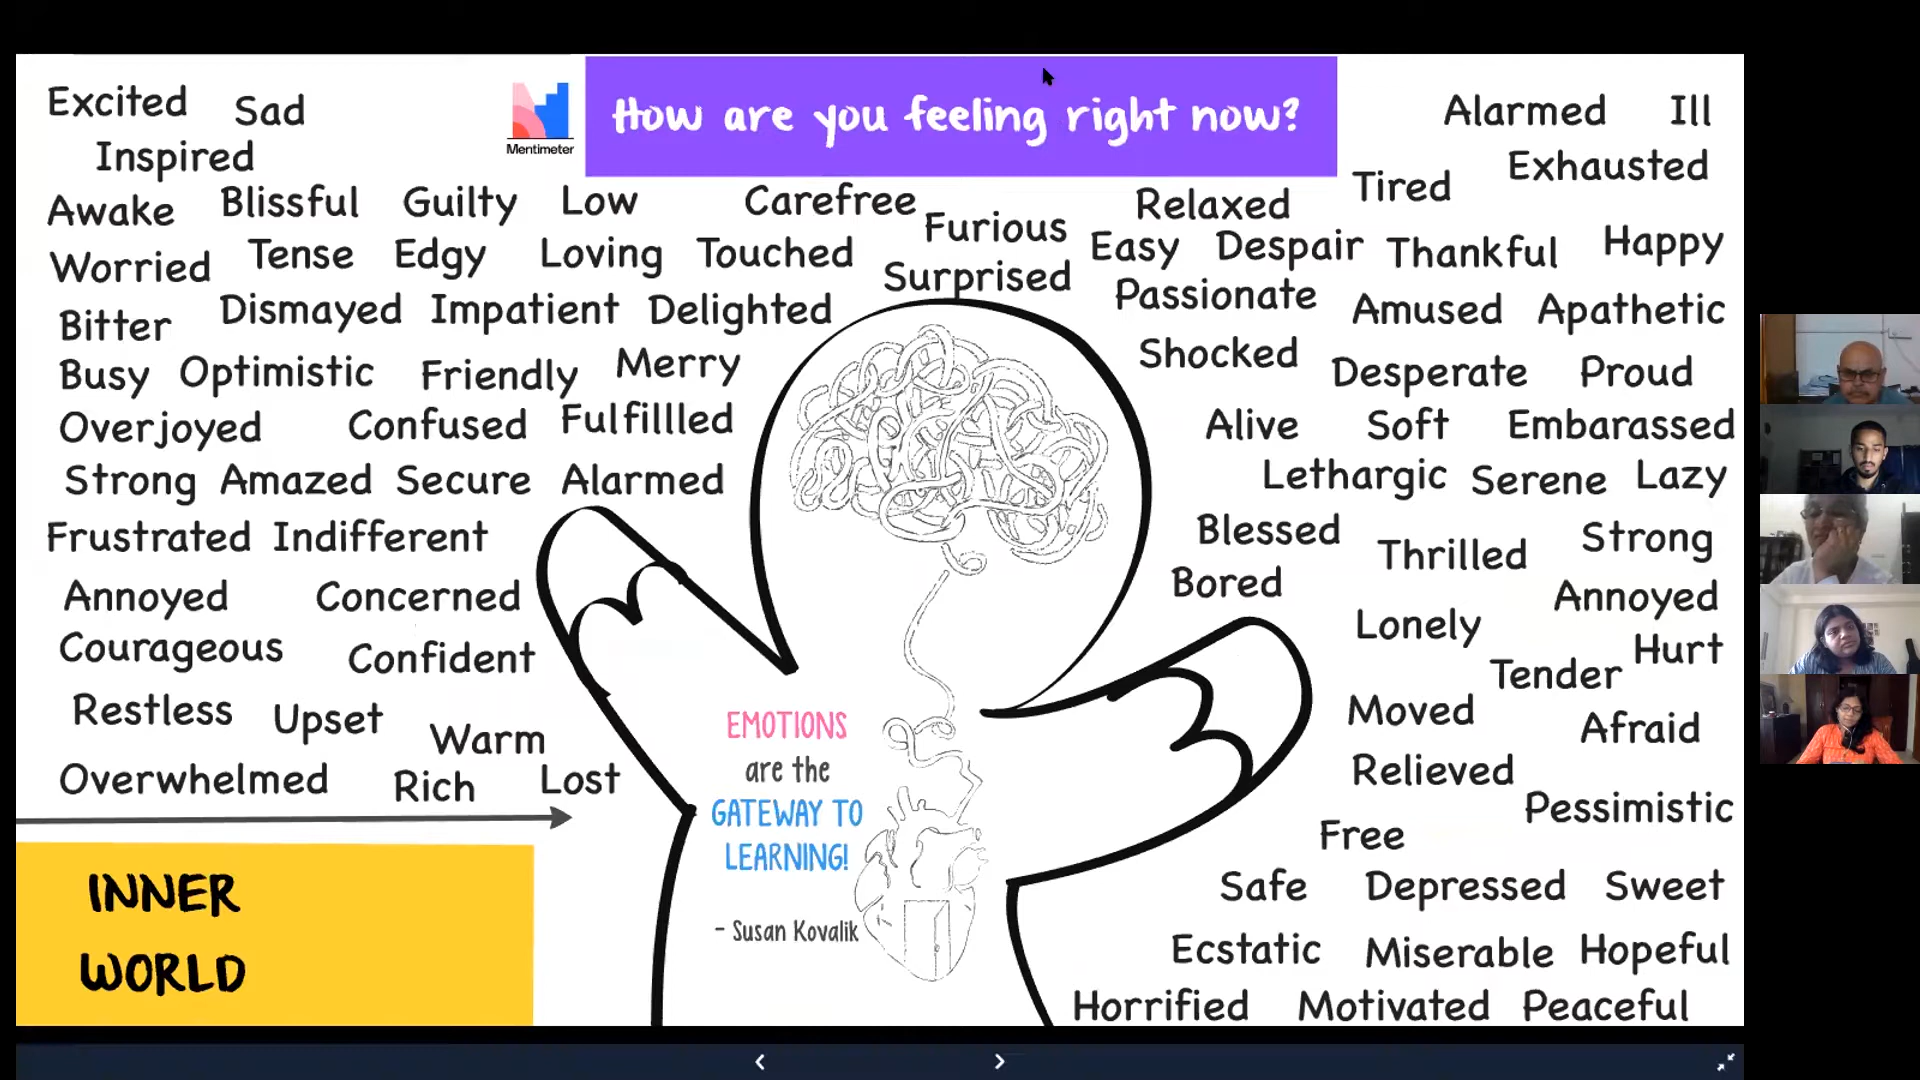 How are you feeling right now?
Mentimeter
Excited Sad
Inspired
Awake Blissful Guilty Low Carefree
Worried Tense Edgy Loving Touched
Furious
Surprised
Bitter Dismayed Impatient Delighted
Busy Optimistic Friendly Merry
Overjoyed Confused Fulfillled
Strong Amazed Secure Alarmed
Frustrated Indifferent
Annoyed Concerned
Courageous Confident
Restless Upset Warm
Overwhelmed Rich Lost
Alarmed Ill
Exhausted
Relaxed Tired
Easy Despair Thankful Happy
Passionate Amused Apathetic
Shocked Desperate Proud
Alive Soft Embarassed
Lethargic Serene Lazy
Blessed Thrilled Strong
Bored Annoyed
Lonely Hurt
Tender
Moved Afraid
Relieved
Pessimistic
Free
Safe Depressed Sweet
Ecstatic Miserable Hopeful
Horrified Motivated Peaceful
EMOTIONS
are the
GATEWAY TO
LEARNING!
- Susan Kovalik
INNER
WORLD